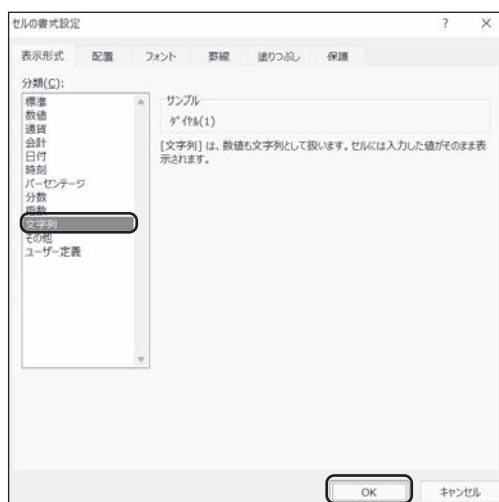 セルの書式設定 ? ×
表示形式 配置 フォント 罫線 塗りつぶし 保護
分類(C):
標準
数値
通貨
会計
日付
時刻
パーセンテージ
分数
指数
文字列
その他
ユーザー定義
サンプル
ﾀﾞｲﾔﾙ(1)
[文字列] は、数値も文字列として扱います。セルには入力した値がそのまま表
示されます。
OK キャンセル